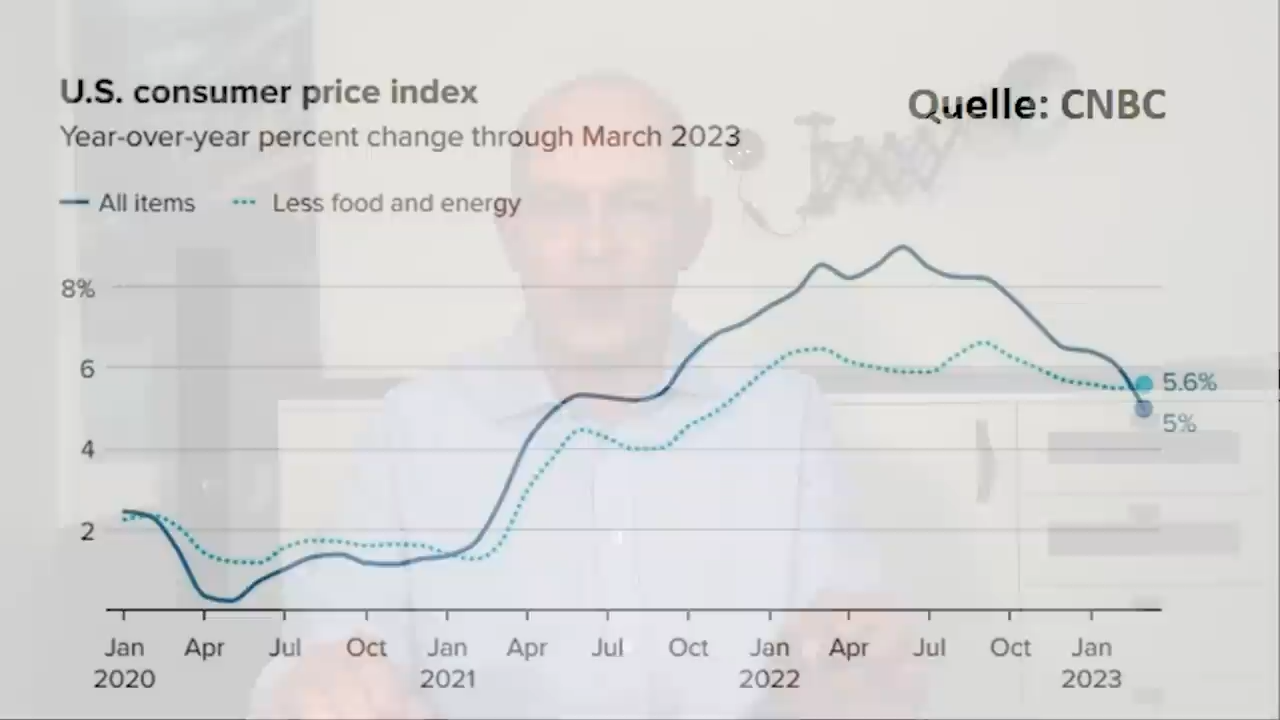 U.S. consumer price index
Quelle: CNBC
Year-over-year percent change through March 2023
All items
Less food and energy
8%
6
4
2
5.6%
5%
Jan Apr Jul Oct Jan Apr Jul Oct Jan Apr Jul Oct Jan
2020 2021 2022 2023